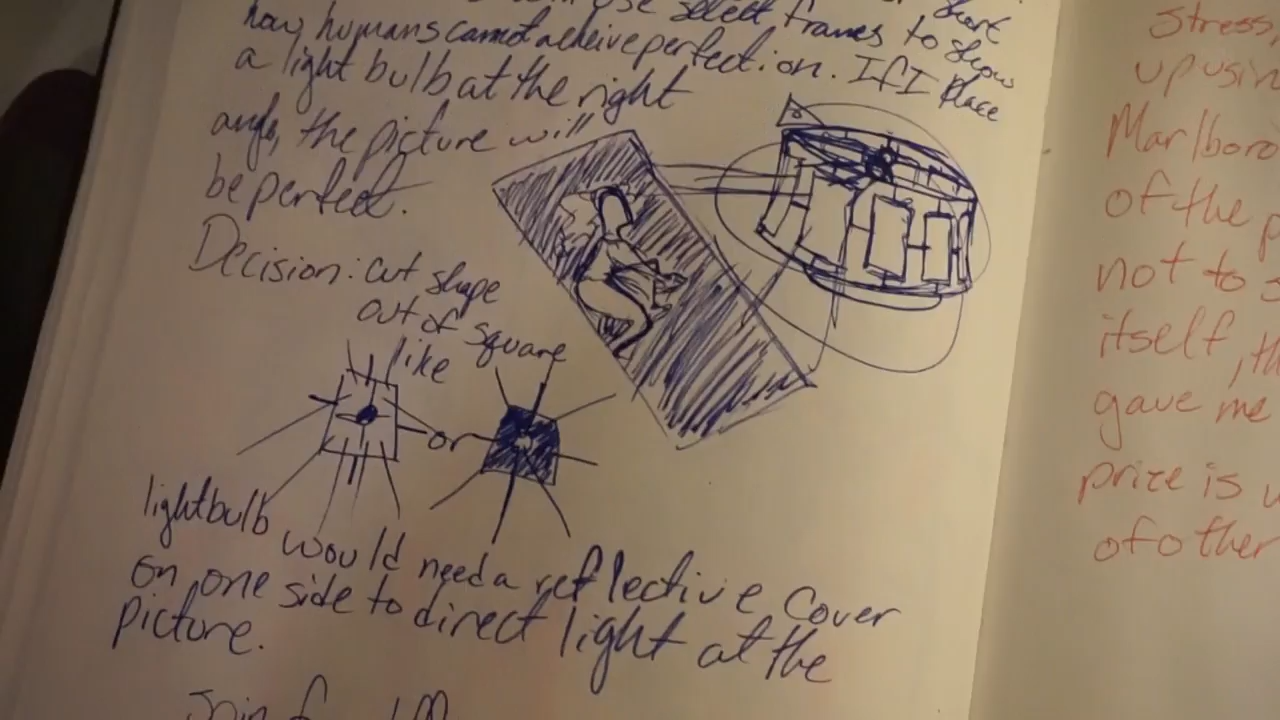 use select frames to show
how humans cannot acheive perfection. If I Place
a light bulb at the right
angle, the picture will
be perfect.
Decision: cut shape
out of square
like
or
lightbulb would need a reflective Cover
on one side to direct light at the
picture.
Stress,
up usin
Marlboro
of the p
not to s
itself, th
gave me
price is
of other